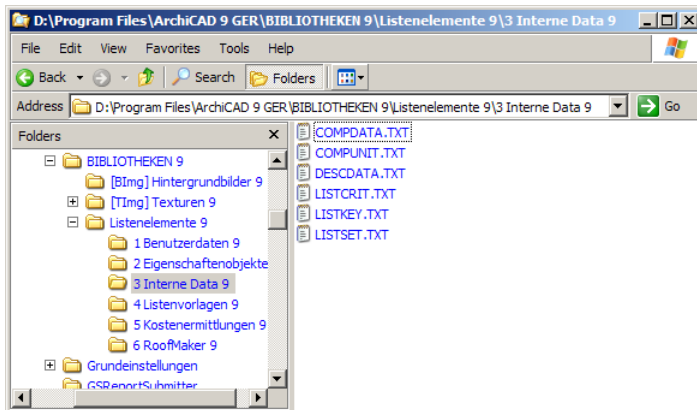 D:\Program Files\ArchiCAD 9 GER\BIBLIOTHEKEN 9\Listenelemente 9\3 Interne Data 9
File Edit View Favorites Tools Help
Back Search Folders
Address D:\Program Files\ArchiCAD 9 GER\BIBLIOTHEKEN 9\Listenelemente 9\3 Interne Data 9 Go
Folders x
BIBLIOTHEKEN 9
[BImg] Hintergrundbilder 9
[TImg] Texturen 9
Listenelemente 9
1 Benutzerdaten 9
2 Eigenschaftenobjekte
3 Interne Data 9
4 Listenvorlagen 9
5 Kostenermittlungen 9
6 RoofMaker 9
Grundeinstellungen
GSReportSubmitter
COMPDATA.TXT
COMPUNIT.TXT
DESCDATA.TXT
LISTCRIT.TXT
LISTKEY.TXT
LISTSET.TXT